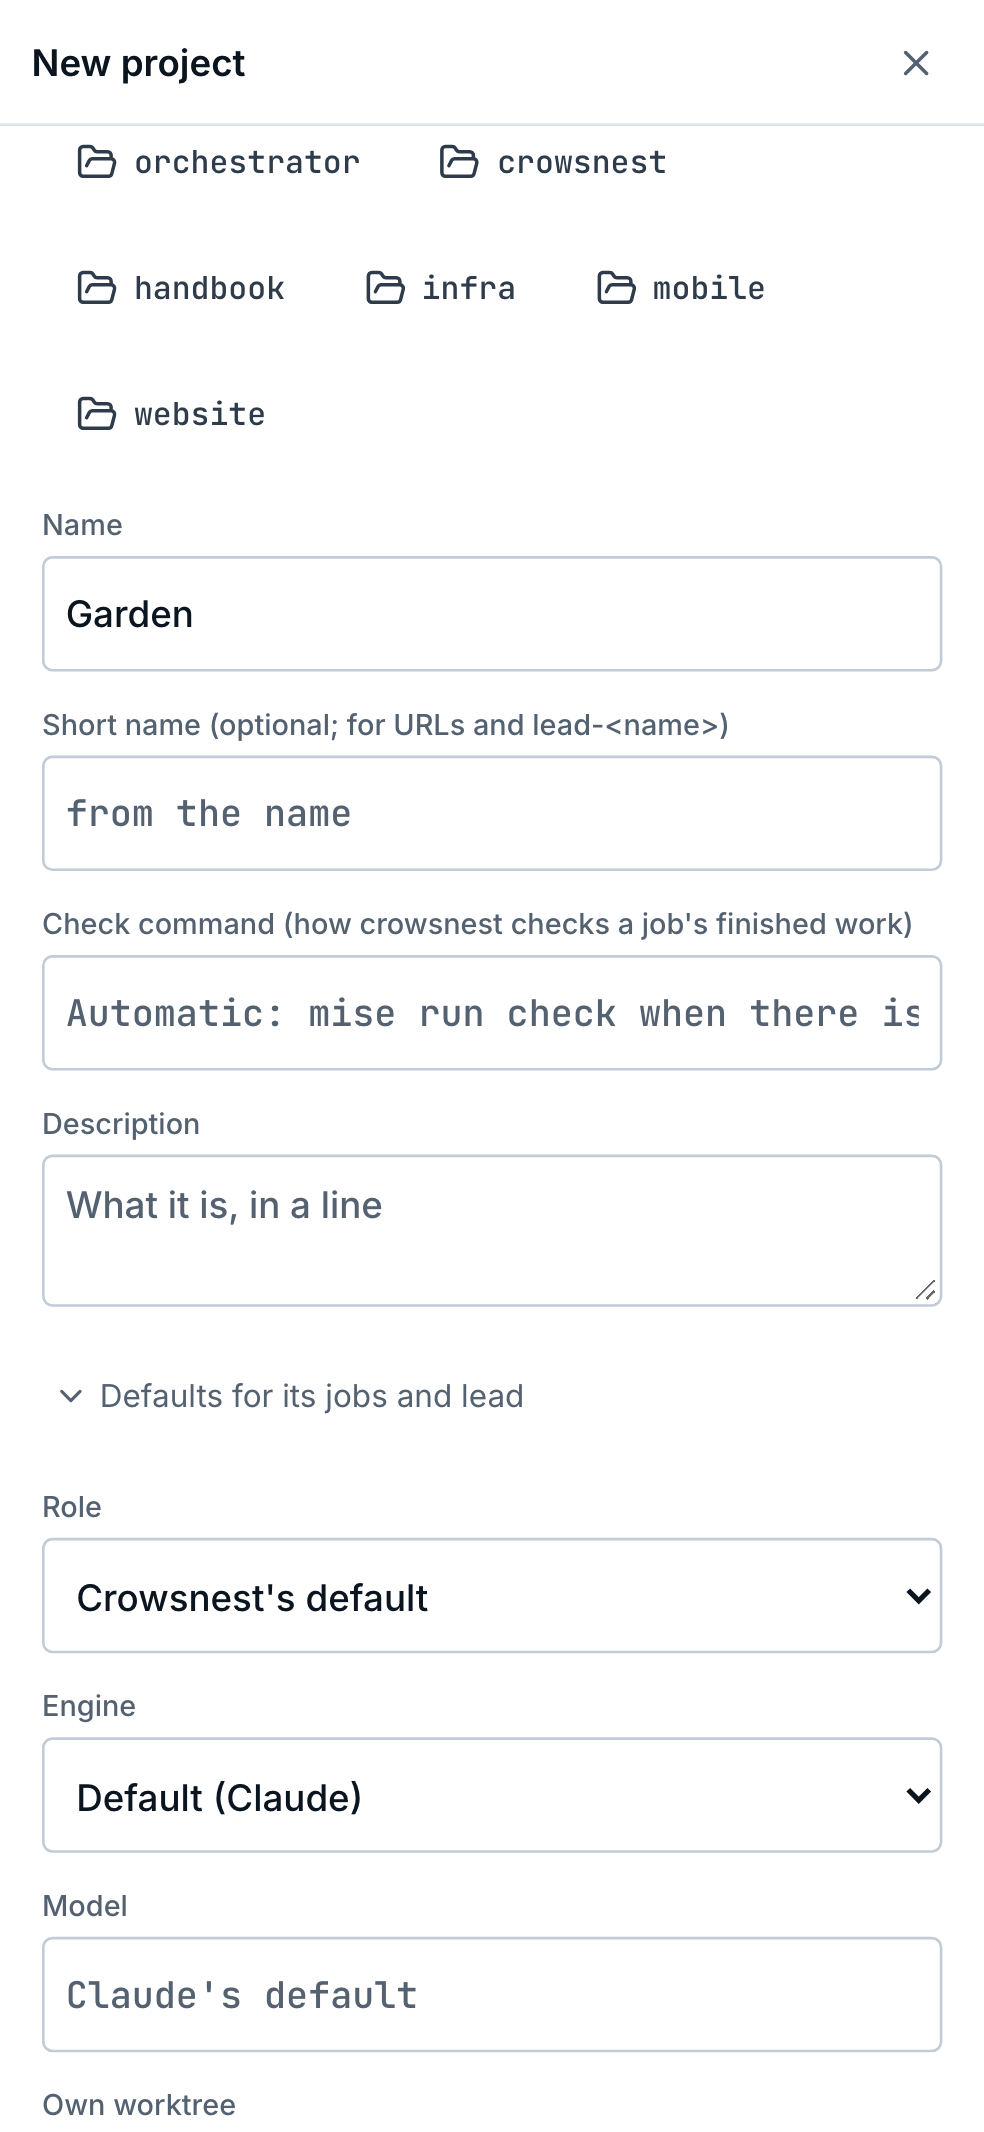 New project
orchestrator crowsnest
handbook infra mobile
website
Name
Garden
Short name (optional; for URLs and lead-<name>)
from the name
Check command (how crowsnest checks a job's finished work)
Automatic: mise run check when there is
Description
What it is, in a line
Defaults for its jobs and lead
Role
Crowsnest's default
Engine
Default (Claude)
Model
Claude's default
Own worktree